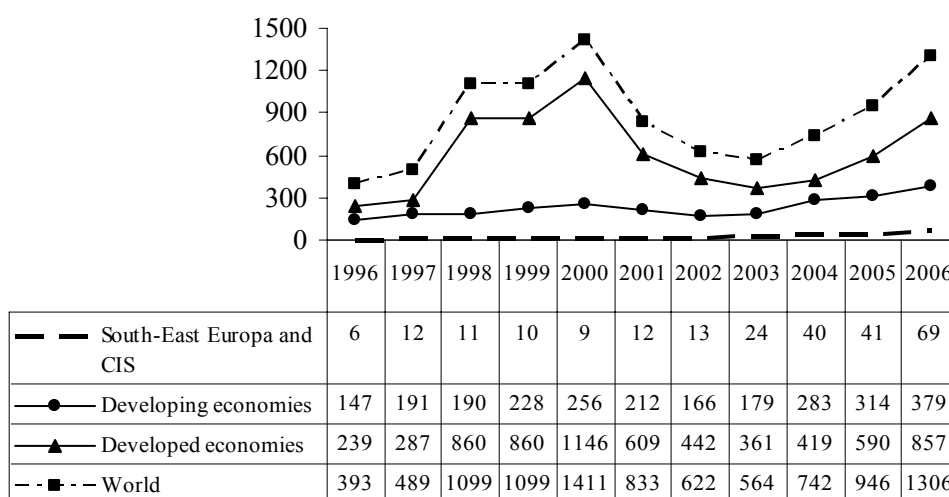 1500
1200
900
600
300
0
1996 1997 1998 1999 2000 2001 2002 2003 2004 2005 2006
South-East Europa and CIS 6 12 11 10 9 12 13 24 40 41 69
Developing economies 147 191 190 228 256 212 166 179 283 314 379
Developed economies 239 287 860 860 1146 609 442 361 419 590 857
World 393 489 1099 1099 1411 833 622 564 742 946 1306